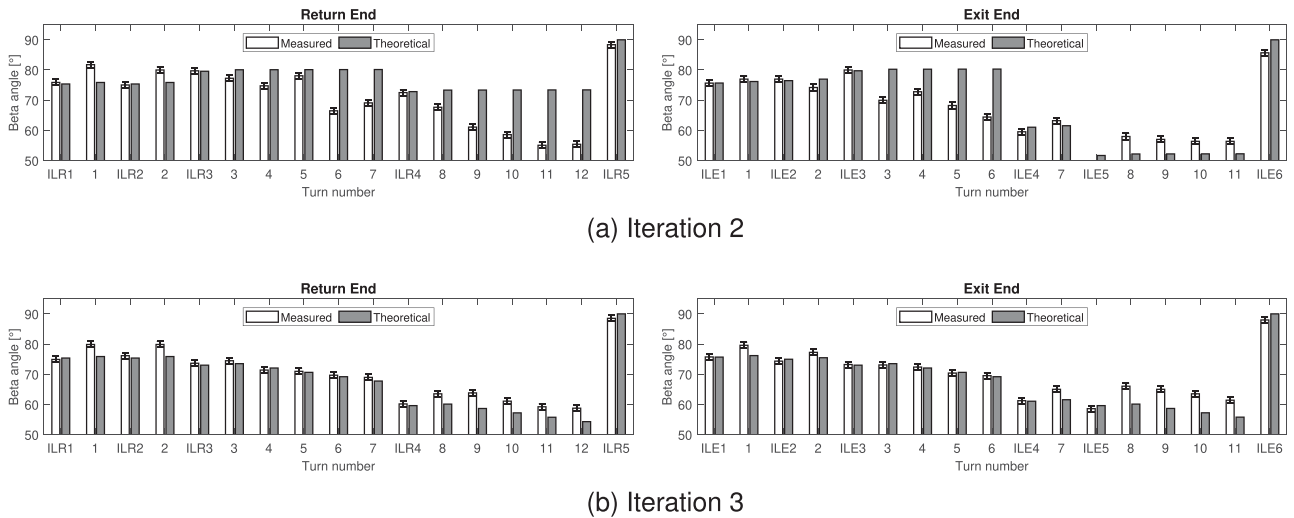 Return End
Measured Theoretical
Beta angle [°]
90
80
70
60
50
ILR1 1 ILR2 2 ILR3 3 4 5 6 7 ILR4 8 9 10 11 12 ILR5
Turn number
Exit End
Measured Theoretical
Beta angle [°]
90
80
70
60
50
ILE1 1 ILE2 2 ILE3 3 4 5 6 ILE4 7 ILE5 8 9 10 11 ILE6
Turn number
(a) Iteration 2
Return End
Measured Theoretical
Beta angle [°]
90
80
70
60
50
ILR1 1 ILR2 2 ILR3 3 4 5 6 7 ILR4 8 9 10 11 12 ILR5
Turn number
Exit End
Measured Theoretical
Beta angle [°]
90
80
70
60
50
ILE1 1 ILE2 2 ILE3 3 4 5 6 ILE4 7 ILE5 8 9 10 11 ILE6
Turn number
(b) Iteration 3